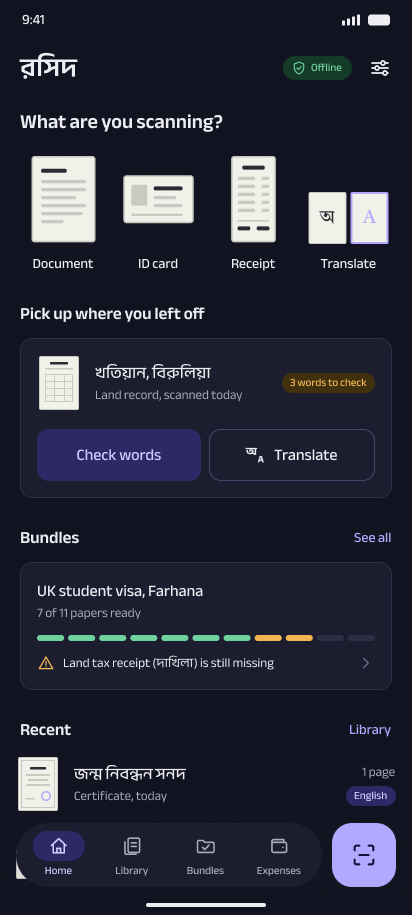 9:41
রসিদ
Offline
What are you scanning?
অ
A
Document
ID card
Receipt
Translate
Pick up where you left off
খতিয়ান, বিরুলিয়া
Land record, scanned today
3 words to check
Check words
অ A Translate
Bundles
See all
UK student visa, Farhana
7 of 11 papers ready
Land tax receipt (দাখিলা) is still missing
Recent
Library
জন্ম নিবন্ধন সনদ
Certificate, today
1 page
English
Home
Library
Bundles
Expenses